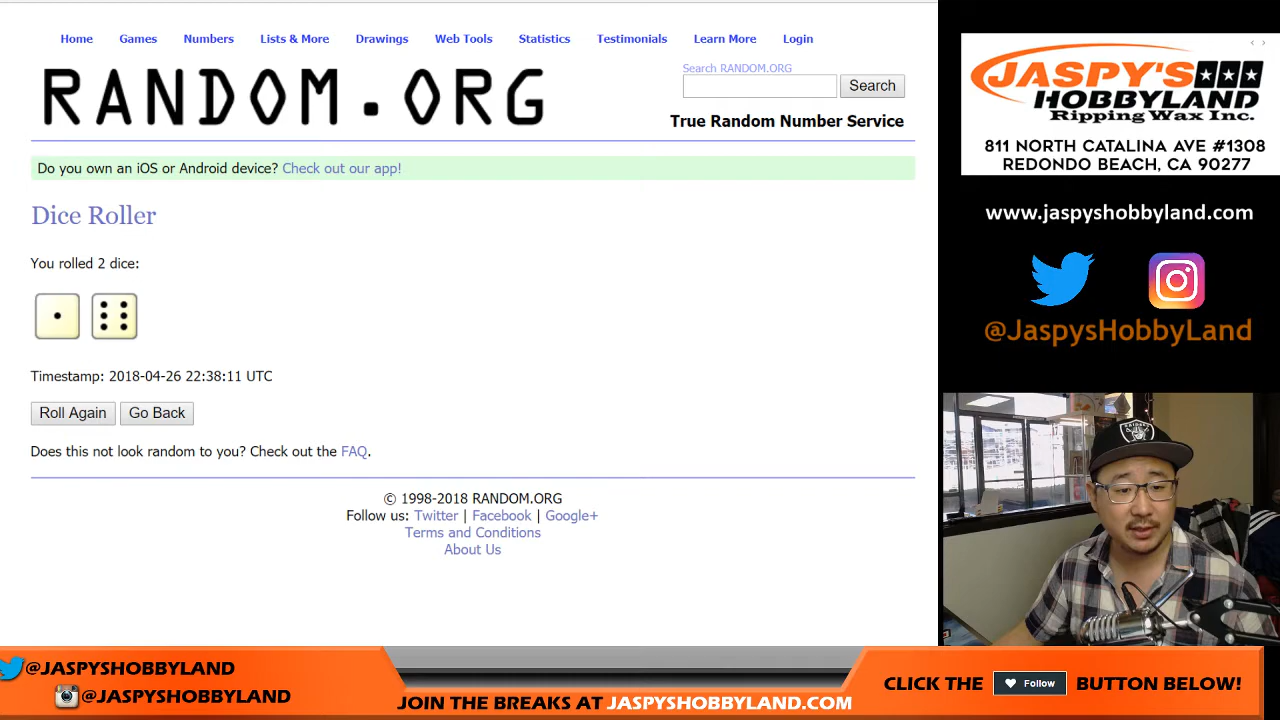 Home Games Numbers Lists & More Drawings Web Tools Statistics Testimonials Learn More Login
RANDOM.ORG
Search RANDOM.ORG
Search
True Random Number Service
Do you own an iOS or Android device? Check out our app!
Dice Roller
You rolled 2 dice:
Timestamp: 2018-04-26 22:38:11 UTC
Roll Again Go Back
Does this not look random to you? Check out the FAQ.
© 1998-2018 RANDOM.ORG
Follow us: Twitter | Facebook | Google+
Terms and Conditions
About Us
JASPY'S
HOBBYLAND
Ripping Wax Inc.
811 NORTH CATALINA AVE #1308
REDONDO BEACH, CA 90277
www.jaspyshobbyland.com
@JaspysHobbyLand
RAIDERS
@JASPYSHOBBYLAND
@JASPYSHOBBYLAND
JOIN THE BREAKS AT JASPYSHOBBYLAND.COM
CLICK THE Follow BUTTON BELOW!